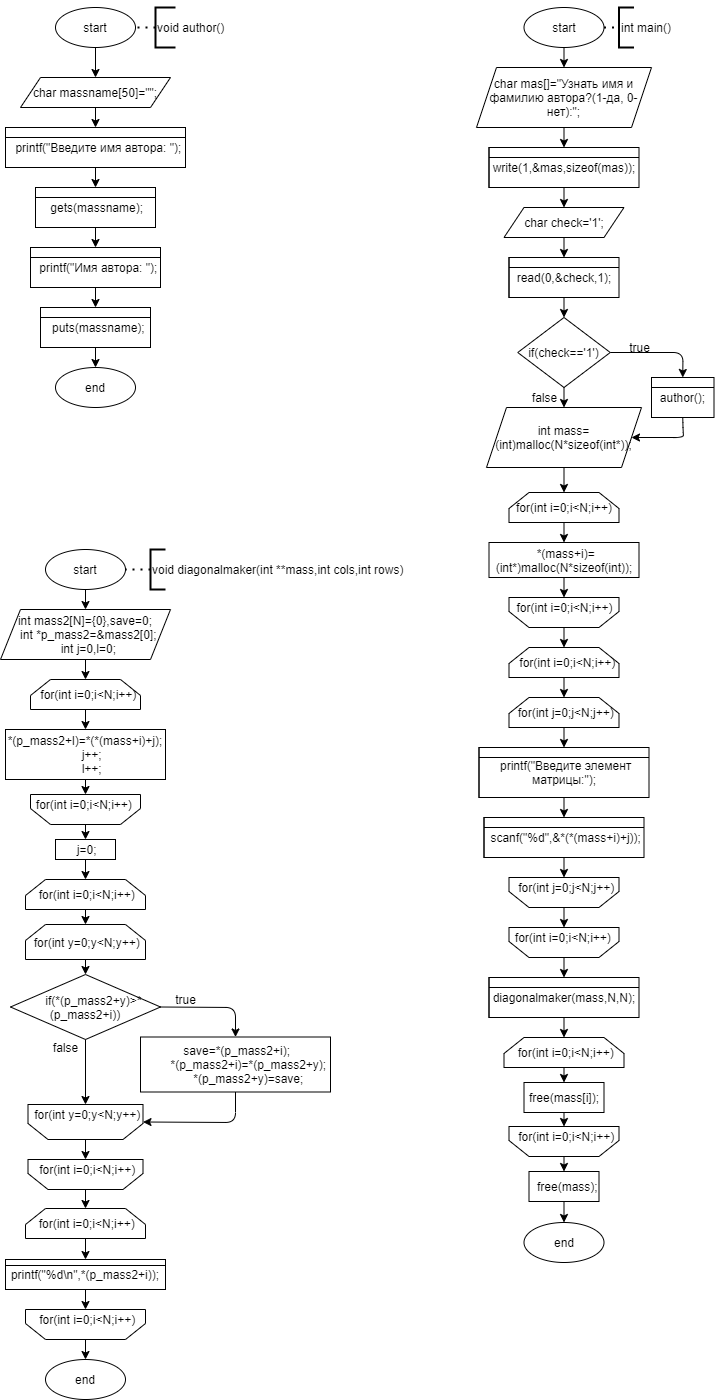 start
void author()
char massname[50]="";
printf("Введите имя автора: ");
gets(massname);
printf("Имя автора: ");
puts(massname);
end
start
void diagonalmaker(int **mass,int cols,int rows)
int mass2[N]={0},save=0;
int *p_mass2=&mass2[0];
int j=0,l=0;
for(int i=0;i<N;i++)
*(p_mass2+l)=*(*(mass+i)+j);
j++;
l++;
for(int i=0;i<N;i++)
j=0;
for(int i=0;i<N;i++)
for(int y=0;y<N;y++)
if(*(p_mass2+y)>*
(p_mass2+i))
true
false
save=*(p_mass2+i);
*(p_mass2+i)=*(p_mass2+y);
*(p_mass2+y)=save;
for(int y=0;y<N;y++)
for(int i=0;i<N;i++)
for(int i=0;i<N;i++)
printf("%d\n",*(p_mass2+i));
for(int i=0;i<N;i++)
end
start
int main()
char mas[]="Узнать имя и
фамилию автора?(1-да, 0-
нет):";
write(1,&mas,sizeof(mas));
char check='1';
read(0,&check,1);
if(check=='1')
true
false
author();
int mass=
(int)malloc(N*sizeof(int*));
for(int i=0;i<N;i++)
*(mass+i)=
(int*)malloc(N*sizeof(int));
for(int i=0;i<N;i++)
for(int i=0;i<N;i++)
for(int j=0;j<N;j++)
printf("Введите элемент
матрицы:");
scanf("%d",&*(*(mass+i)+j));
for(int j=0;j<N;j++)
for(int i=0;i<N;i++)
diagonalmaker(mass,N,N);
for(int i=0;i<N;i++)
free(mass[i]);
for(int i=0;i<N;i++)
free(mass);
end